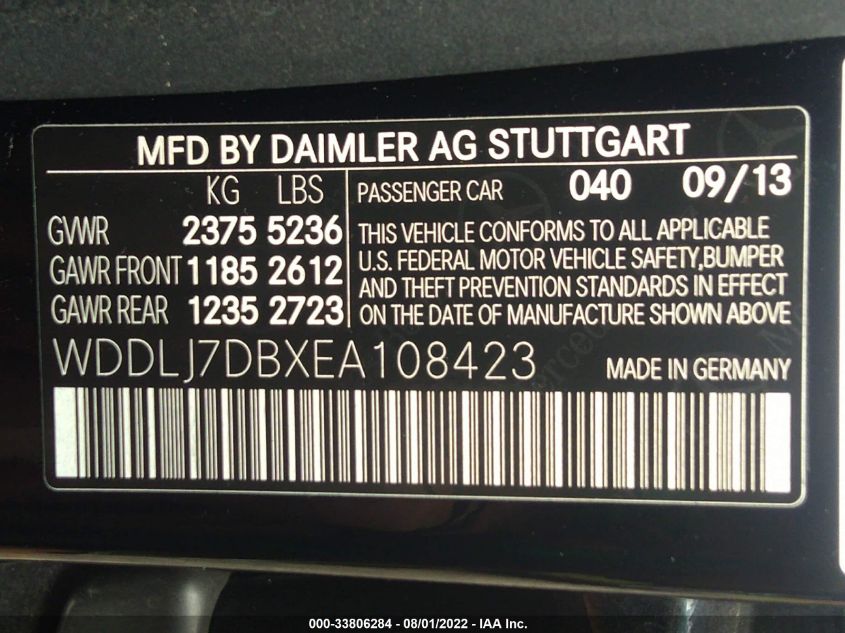 MFD BY DAIMLER AG STUTTGART
KG LBS
GVWR 2375 5236
GAWR FRONT 1185 2612
GAWR REAR 1235 2723
PASSENGER CAR 040 09/13
THIS VEHICLE CONFORMS TO ALL APPLICABLE
U.S. FEDERAL MOTOR VEHICLE SAFETY,BUMPER
AND THEFT PREVENTION STANDARDS IN EFFECT
ON THE DATE OF MANUFACTURE SHOWN ABOVE
WDDLJ7DBXEA108423 MADE IN GERMANY
000-33806284 - 08/01/2022 - IAA Inc.